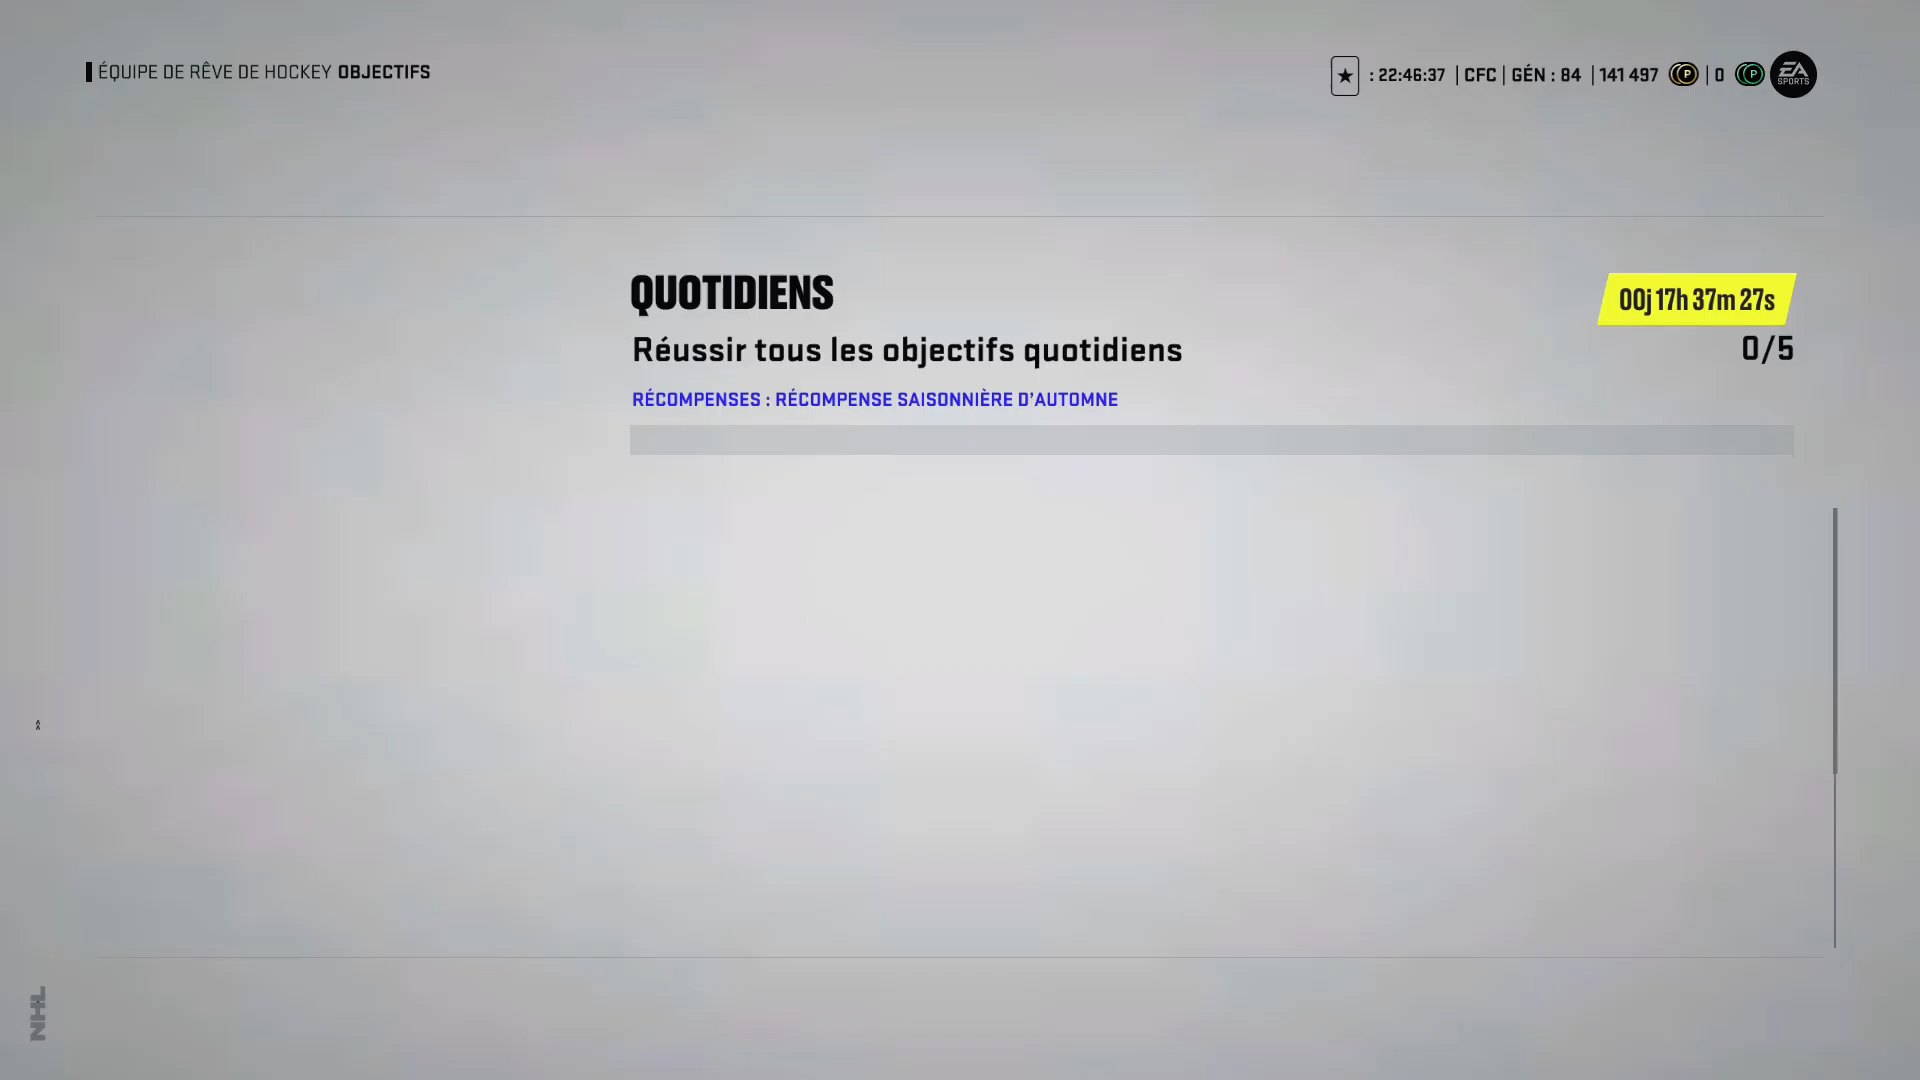 ÉQUIPE DE RÊVE DE HOCKEY OBJECTIFS
★ : 22:46:37 | CFC | GÉN : 84 | 141 497 P | 0 P EA SPORTS
QUOTIDIENS
00j 17h 37m 27s
Réussir tous les objectifs quotidiens
0/5
RÉCOMPENSES : RÉCOMPENSE SAISONNIÈRE D’AUTOMNE
NHL